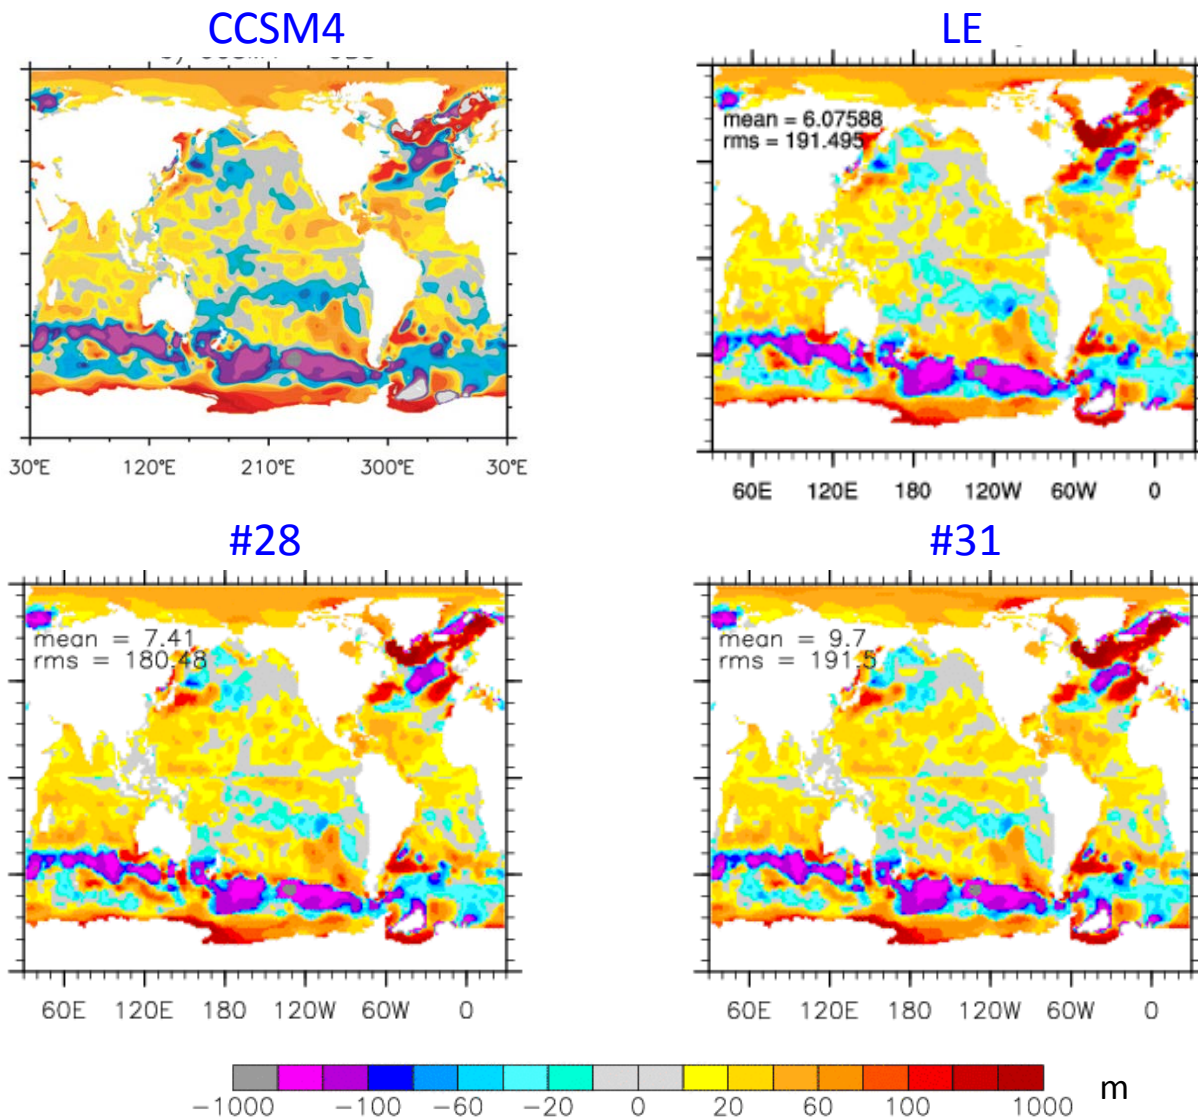 CCSM4 LE
mean = 6.07588
rms = 191.495
30°E 120°E 210°E 300°E 30°E
60E 120E 180 120W 60W 0
#28 #31
mean = 7.41
rms = 180.48
mean = 9.7
rms = 191.5
60E 120E 180 120W 60W 0
60E 120E 180 120W 60W 0
−1000 −100 −60 −20 0 20 60 100 1000 m